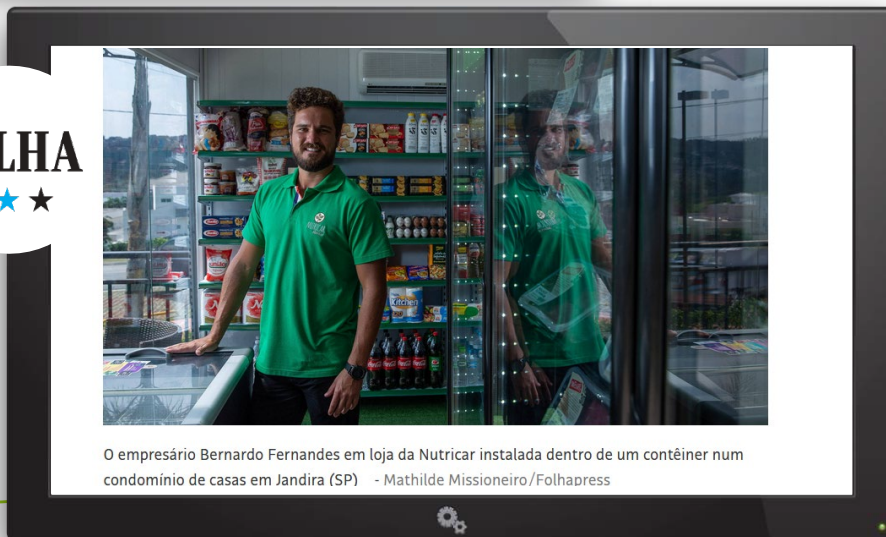 LHA
O empresário Bernardo Fernandes em loja da Nutricar instalada dentro de um contêiner num
condomínio de casas em Jandira (SP) - Mathilde Missioneiro/Folhapress
Kitchen